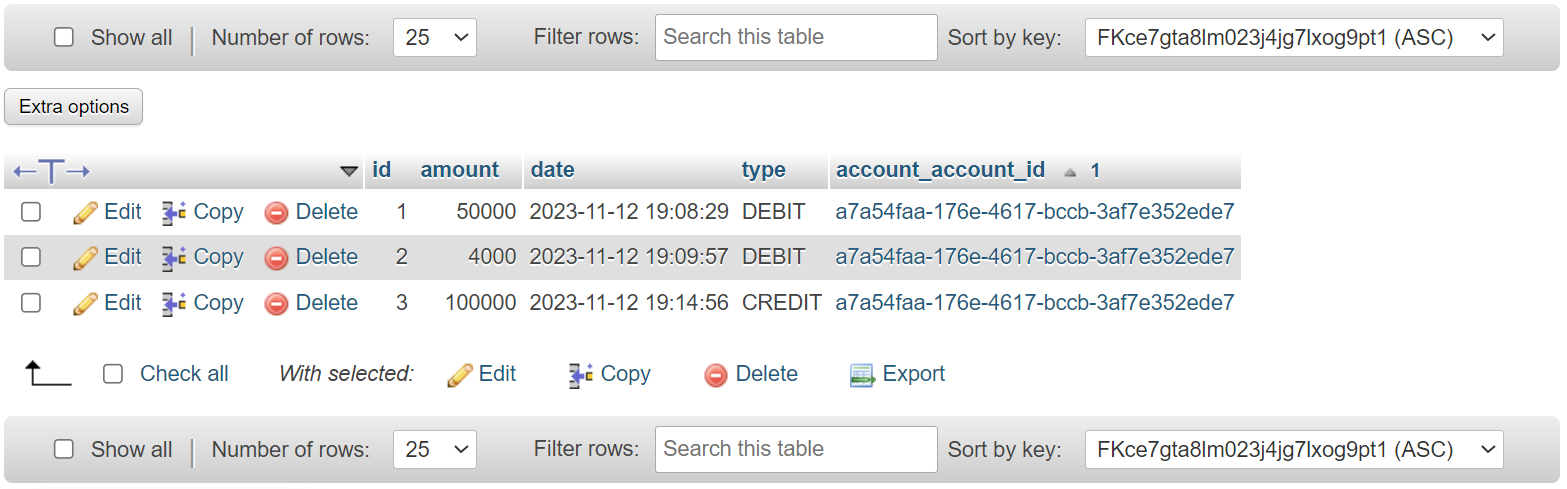 Show all Number of rows: 25 Filter rows: Search this table Sort by key: FKce7gta8lm023j4jg7lxog9pt1 (ASC)
Extra options
id amount date type account_account_id 1
Edit Copy Delete 1 50000 2023-11-12 19:08:29 DEBIT a7a54faa-176e-4617-bccb-3af7e352ede7
Edit Copy Delete 2 4000 2023-11-12 19:09:57 DEBIT a7a54faa-176e-4617-bccb-3af7e352ede7
Edit Copy Delete 3 100000 2023-11-12 19:14:56 CREDIT a7a54faa-176e-4617-bccb-3af7e352ede7
Check all With selected: Edit Copy Delete Export
Show all Number of rows: 25 Filter rows: Search this table Sort by key: FKce7gta8lm023j4jg7lxog9pt1 (ASC)